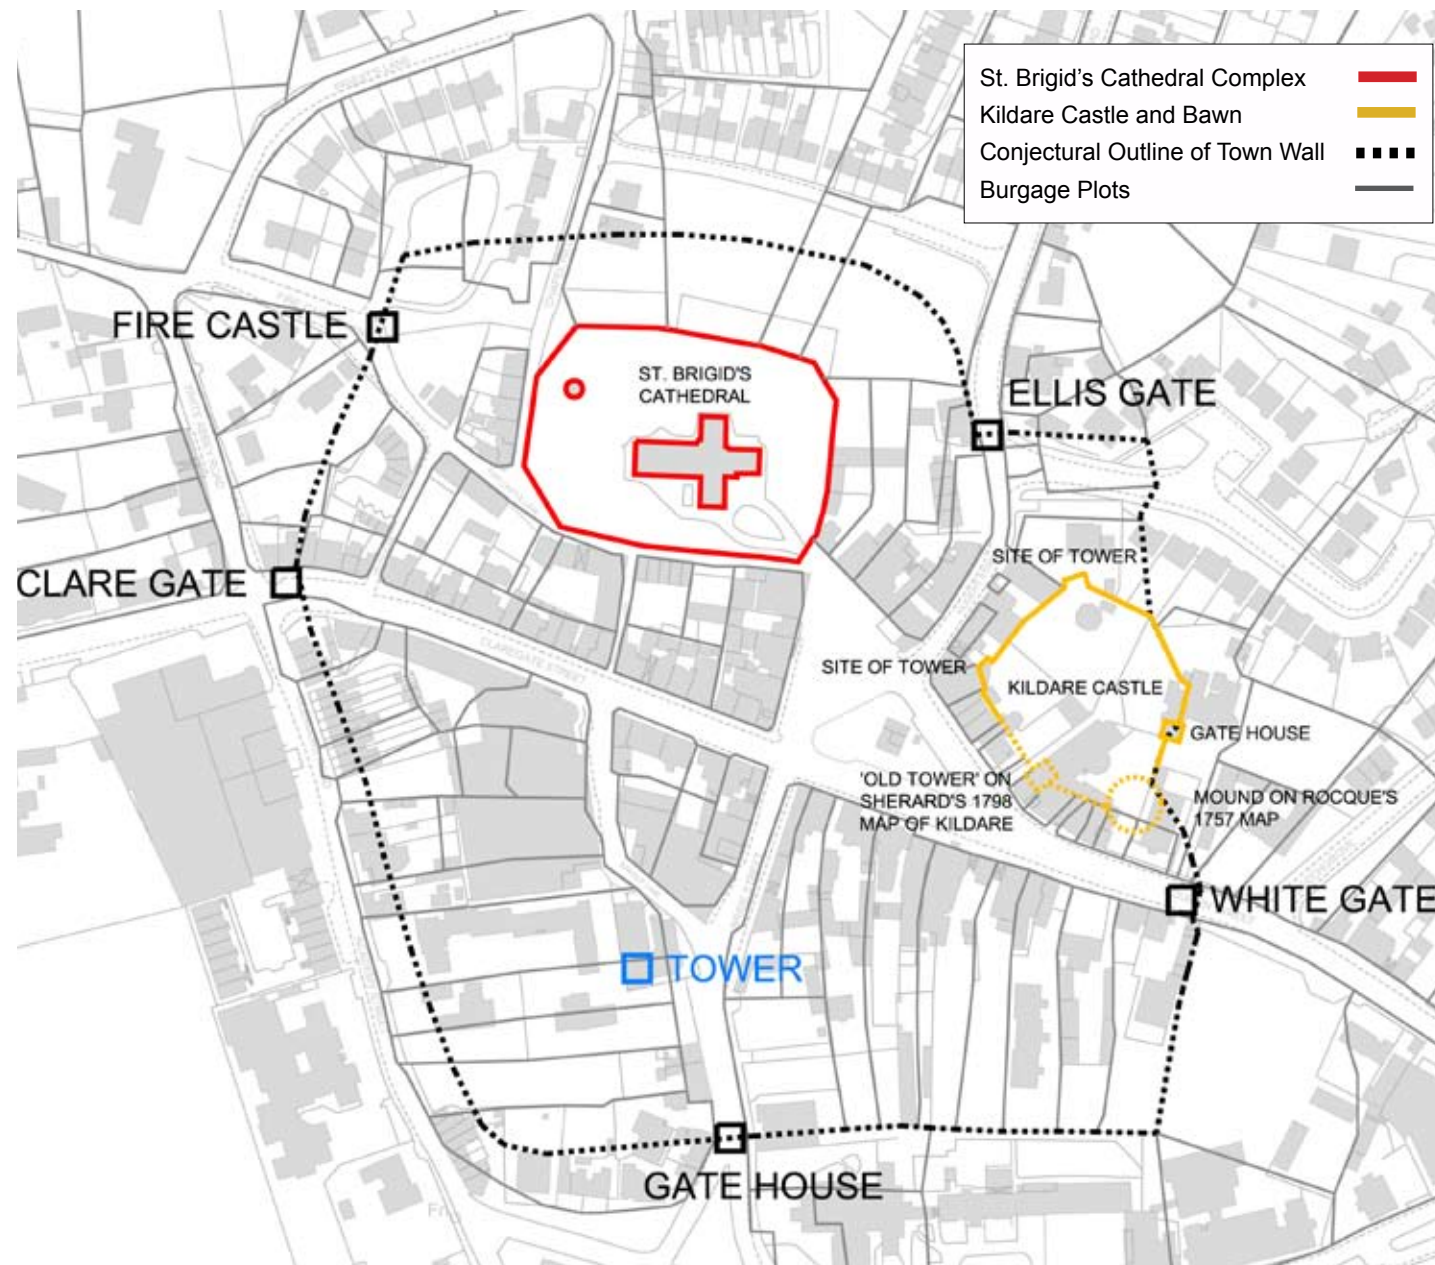 St. Brigid's Cathedral Complex
Kildare Castle and Bawn
Conjectural Outline of Town Wall
Burgage Plots
FIRE CASTLE
ST. BRIGID'S
CATHEDRAL
ELLIS GATE
SITE OF TOWER
CLARE GATE
CLAREGATE STREET
SITE OF TOWER
KILDARE CASTLE
GATE HOUSE
'OLD TOWER' ON
SHERARD'S 1798
MAP OF KILDARE
MOUND ON ROCQUE'S
1757 MAP
WHITE GATE
TOWER
GATE HOUSE